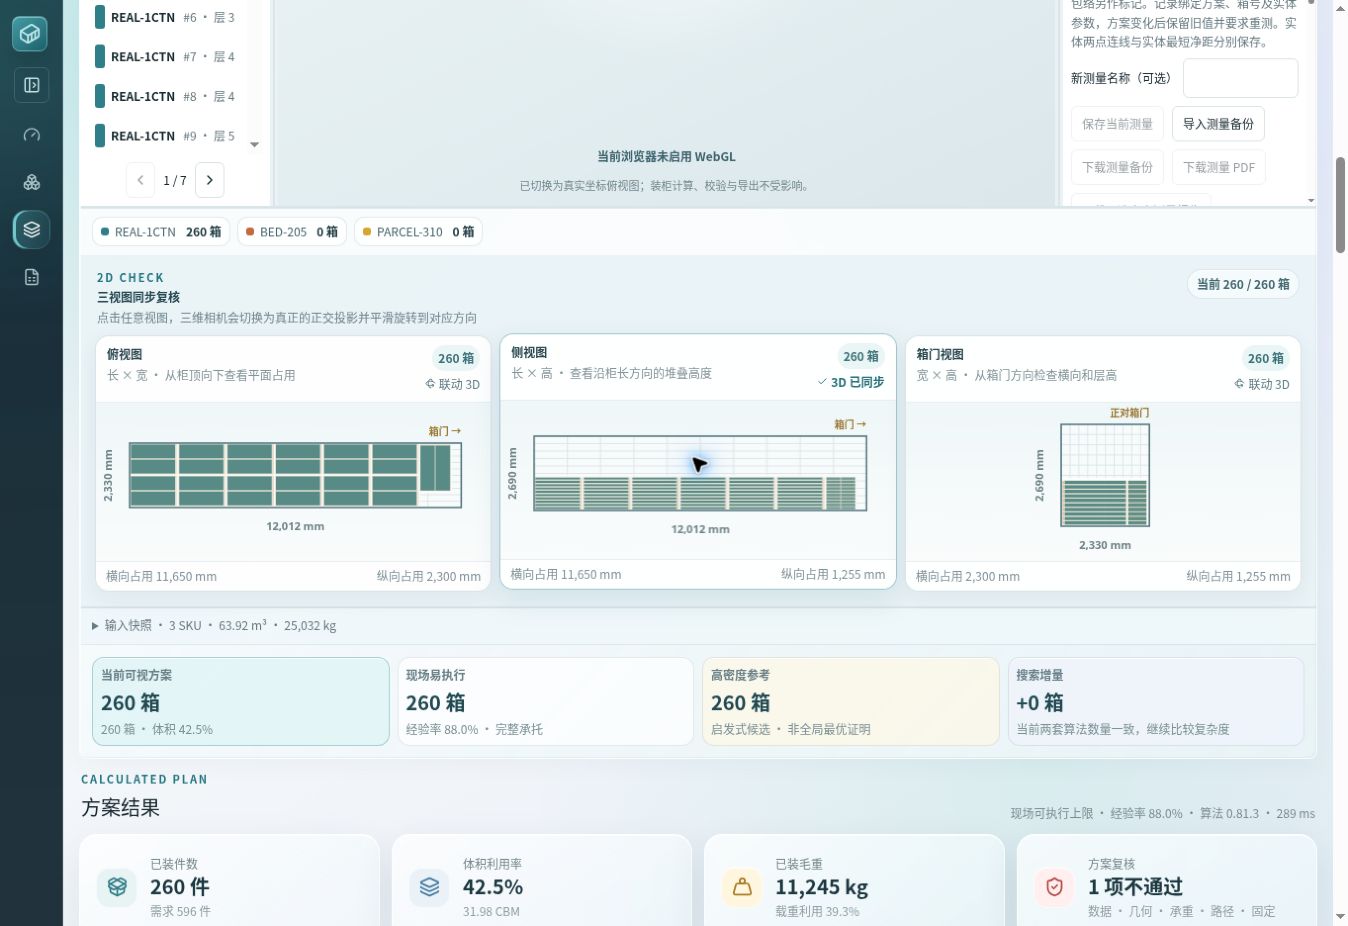 REAL-1CTN #6 · 层 3
REAL-1CTN #7 · 层 4
REAL-1CTN #8 · 层 4
REAL-1CTN #9 · 层 5
1 / 7
当前浏览器未启用 WebGL
已切换为真实坐标俯视图；装柜计算、校验与导出不受影响。
包络另作标记。记录绑定方案、箱号及实体
参数，方案变化后保留旧值并要求重测。实
体两点连线与实体最短净距分别保存。
新测量名称（可选）
保存当前测量 导入测量备份
下载测量备份 下载测量 PDF
REAL-1CTN 260 箱 BED-205 0 箱 PARCEL-310 0 箱
2D CHECK
三视图同步复核
当前 260 / 260 箱
点击任意视图，三维相机会切换为真正的正交投影并平滑旋转到对应方向
俯视图
260 箱
长 × 宽 · 从柜顶向下查看平面占用
联动 3D
箱门 →
2,330 mm
12,012 mm
横向占用 11,650 mm 纵向占用 2,300 mm
侧视图
260 箱
长 × 高 · 查看沿柜长方向的堆叠高度
✓ 3D 已同步
箱门 →
2,690 mm
12,012 mm
横向占用 11,650 mm 纵向占用 1,255 mm
箱门视图
260 箱
宽 × 高 · 从箱门方向检查横向和层高
联动 3D
正对箱门
2,690 mm
2,330 mm
横向占用 2,300 mm 纵向占用 1,255 mm
▶ 输入快照 · 3 SKU · 63.92 m³ · 25,032 kg
当前可视方案
260 箱
260 箱 · 体积 42.5%
现场易执行
260 箱
经验率 88.0% · 完整承托
高密度参考
260 箱
启发式候选 · 非全局最优证明
搜索增量
+0 箱
当前两套算法数量一致，继续比较复杂度
CALCULATED PLAN
方案结果
现场可执行上限 · 经验率 88.0% · 算法 0.81.3 · 289 ms
已装件数
260 件
需求 596 件
体积利用率
42.5%
31.98 CBM
已装毛重
11,245 kg
载重利用 39.3%
方案复核
1 项不通过
数据 · 几何 · 承重 · 路径 · 固定